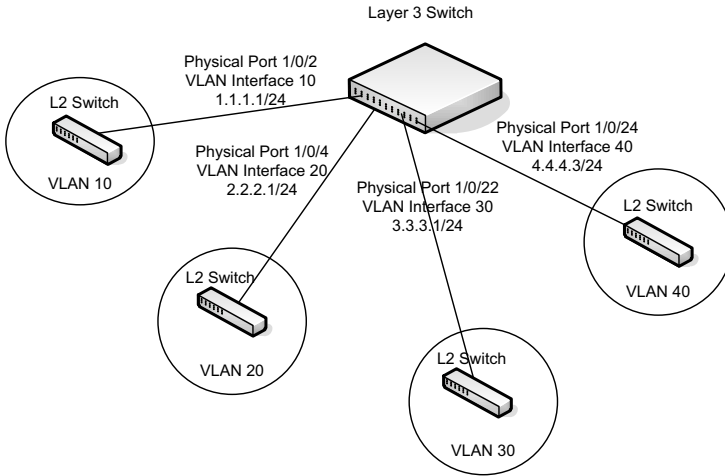 Layer 3 Switch
Physical Port 1/0/2
VLAN Interface 10
1.1.1.1/24
L2 Switch
VLAN 10
Physical Port 1/0/4
VLAN Interface 20
2.2.2.1/24
L2 Switch
VLAN 20
Physical Port 1/0/22
VLAN Interface 30
3.3.3.1/24
L2 Switch
VLAN 30
Physical Port 1/0/24
VLAN Interface 40
4.4.4.3/24
L2 Switch
VLAN 40